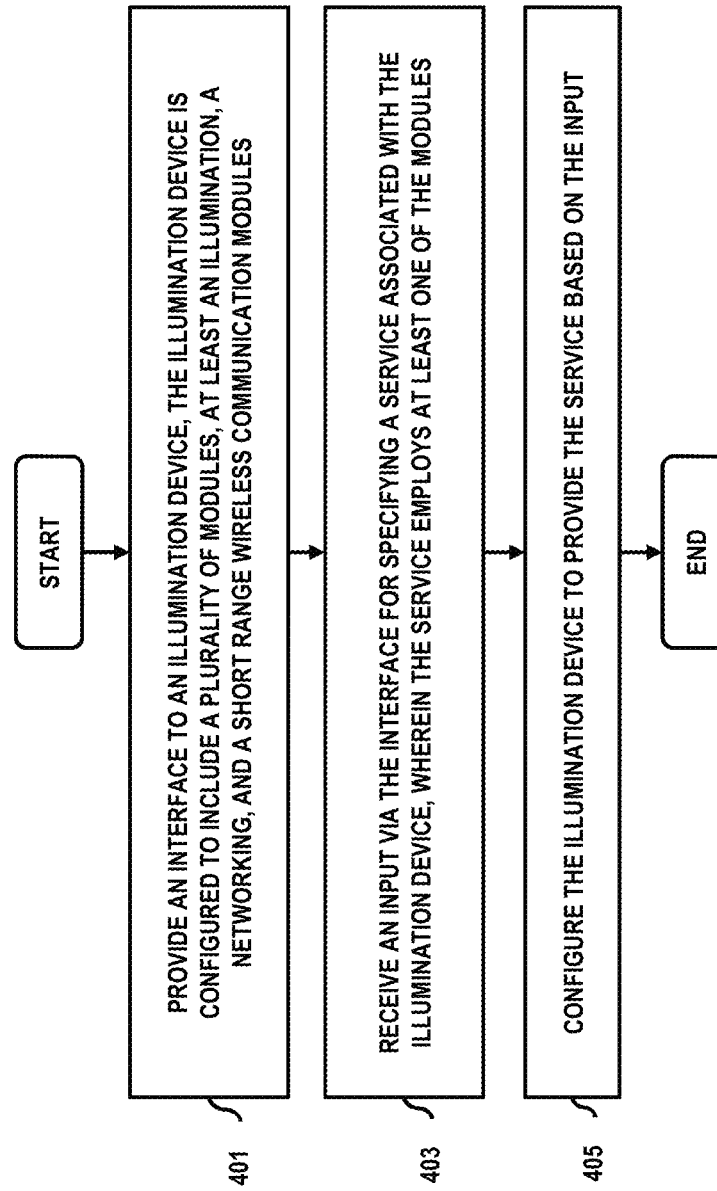 START
401
PROVIDE AN INTERFACE TO AN ILLUMINATION DEVICE, THE ILLUMINATION DEVICE IS
CONFIGURED TO INCLUDE A PLURALITY OF MODULES, AT LEAST AN ILLUMINATION, A
NETWORKING, AND A SHORT RANGE WIRELESS COMMUNICATION MODULES
403
RECEIVE AN INPUT VIA THE INTERFACE FOR SPECIFYING A SERVICE ASSOCIATED WITH THE
ILLUMINATION DEVICE, WHEREIN THE SERVICE EMPLOYS AT LEAST ONE OF THE MODULES
405
CONFIGURE THE ILLUMINATION DEVICE TO PROVIDE THE SERVICE BASED ON THE INPUT
END